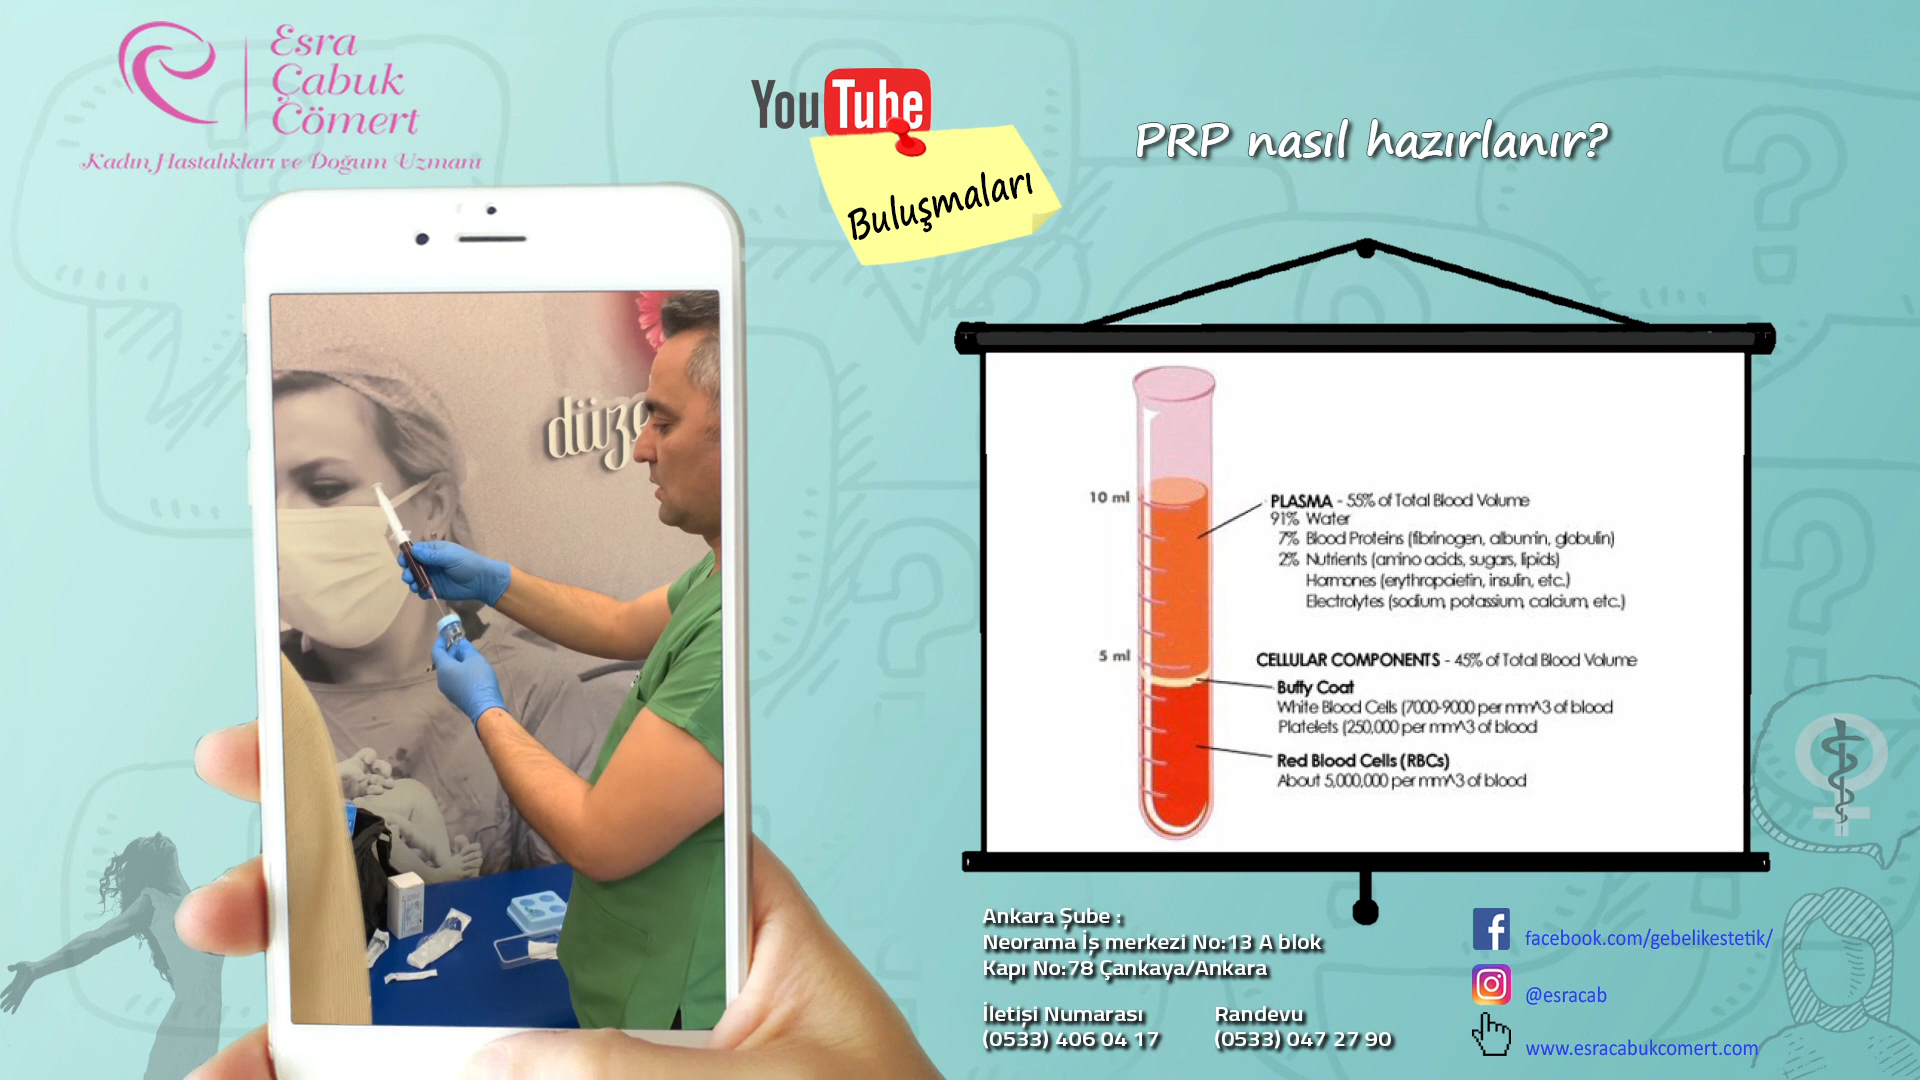 Esra
Çabuk
Çömert
Kadın Hastalıkları ve Doğum Uzmanı
YouTube
Buluşmaları
PRP nasıl hazırlanır?
düze
10 ml
5 ml
PLASMA - 55% of Total Blood Volume
91% Water
7% Blood Proteins (fibrinogen, albumin, globulin)
2% Nutrients (amino acids, sugars, lipids)
Hormones (erythropoietin, insulin, etc.)
Electrolytes (sodium, potassium, calcium, etc.)
CELLULAR COMPONENTS - 45% of Total Blood Volume
Buffy Coat
White Blood Cells (7000-9000 per mm^3 of blood
Platelets (250,000 per mm^3 of blood
Red Blood Cells (RBCs)
About 5,000,000 per mm^3 of blood
Ankara Şube :
Neorama İş merkezi No:13 A blok
Kapı No:78 Çankaya/Ankara
İletişi Numarası
(0533) 406 04 17
Randevu
(0533) 047 27 90
facebook.com/gebelikestetik/
@esracab
www.esracabukcomert.com